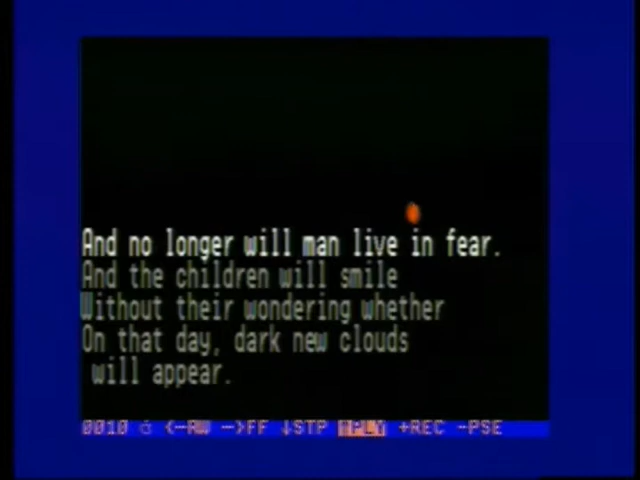 And no longer will man live in fear.
And the children will smile
Without their wondering whether
On that day, dark new clouds
will appear.
0010 <-RW ->FF ↓STP ↑PLY +REC -PSE